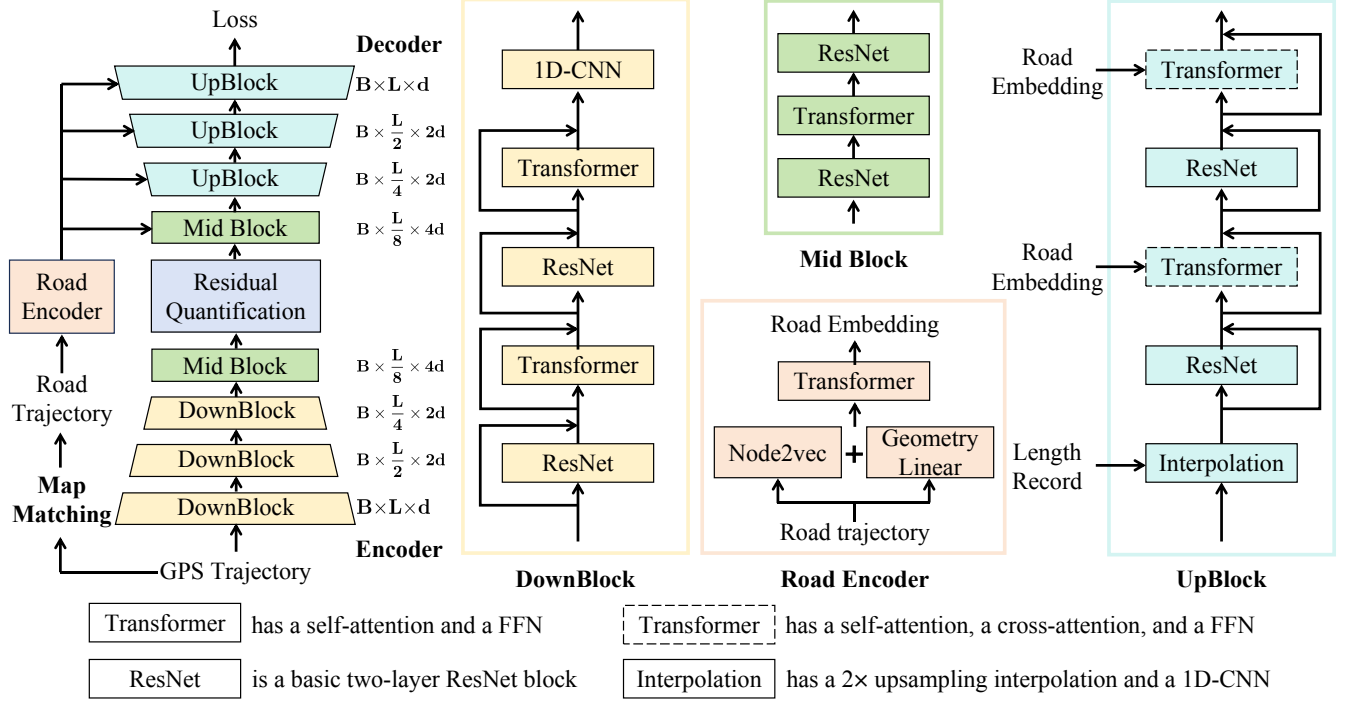 Loss
Decoder
UpBlock
B×L×d
UpBlock
B × L/2 × 2d
UpBlock
B × L/4 × 2d
Mid Block
B × L/8 × 4d
Road
Encoder
Residual
Quantification
Mid Block
B × L/8 × 4d
Road
Trajectory
DownBlock
B × L/4 × 2d
DownBlock
B × L/2 × 2d
Map
Matching
DownBlock
B×L×d
Encoder
GPS Trajectory
1D-CNN
Transformer
ResNet
Transformer
ResNet
DownBlock
ResNet
Transformer
ResNet
Mid Block
Road Embedding
Transformer
Node2vec
+
Geometry
Linear
Road trajectory
Road Encoder
Road
Embedding
Transformer
ResNet
Road
Embedding
Transformer
ResNet
Length
Record
Interpolation
UpBlock
Transformer has a self-attention and a FFN
Transformer has a self-attention, a cross-attention, and a FFN
ResNet is a basic two-layer ResNet block
Interpolation has a 2× upsampling interpolation and a 1D-CNN